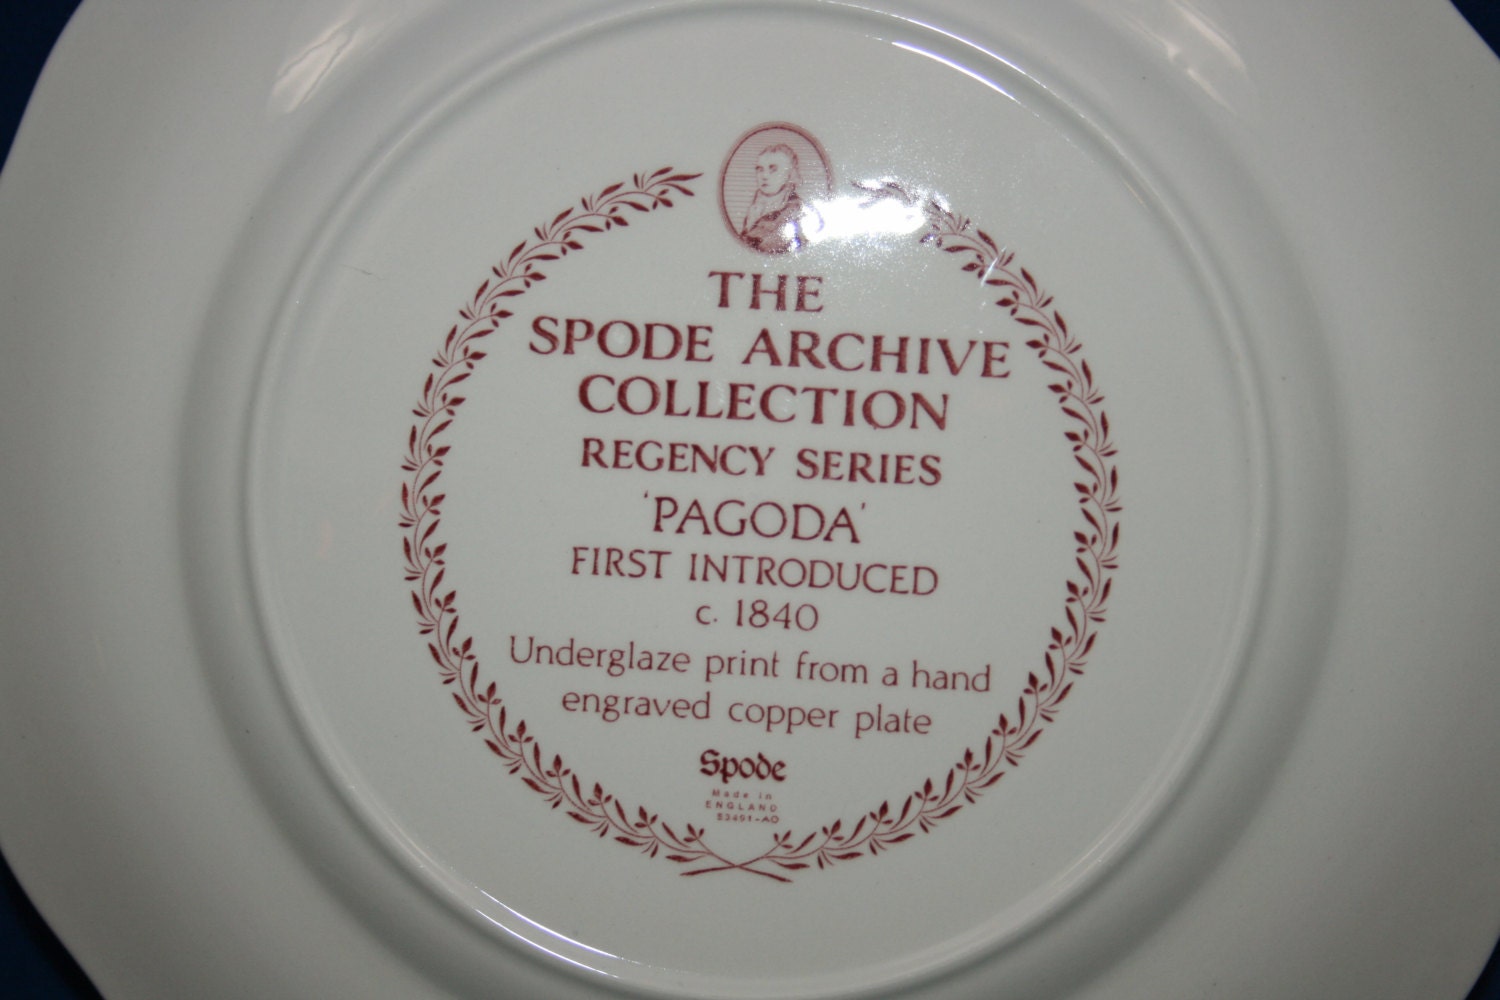 THE
SPODE ARCHIVE
COLLECTION
REGENCY SERIES
'PAGODA'
FIRST INTRODUCED
c. 1840
Underglaze print from a hand
engraved copper plate
Spode
Made in
ENGLAND